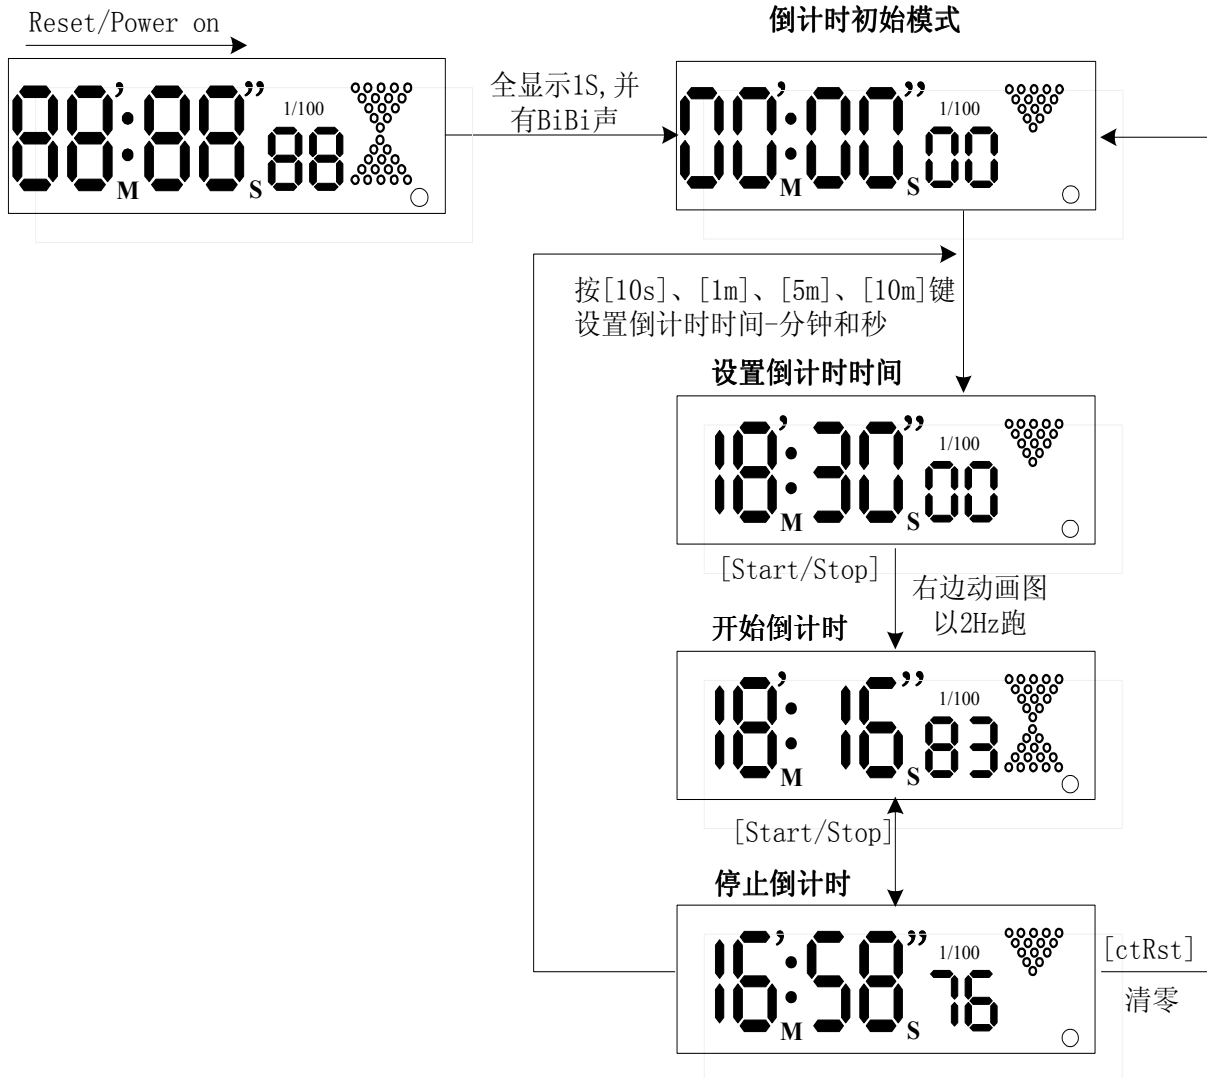 Reset/Power on
倒计时初始模式
88’:88” 1/100 88
M S
全显示1S,并
有BiBi声
00’:00” 1/100 00
M S
按[10s]、[1m]、[5m]、[10m]键
设置倒计时时间-分钟和秒
设置倒计时时间
18’:30” 1/100 00
M S
[Start/Stop]
右边动画图
以2Hz跑
开始倒计时
18’:16” 1/100 83
M S
[Start/Stop]
停止倒计时
16’:58” 1/100 76
M S
[ctRst]
清零